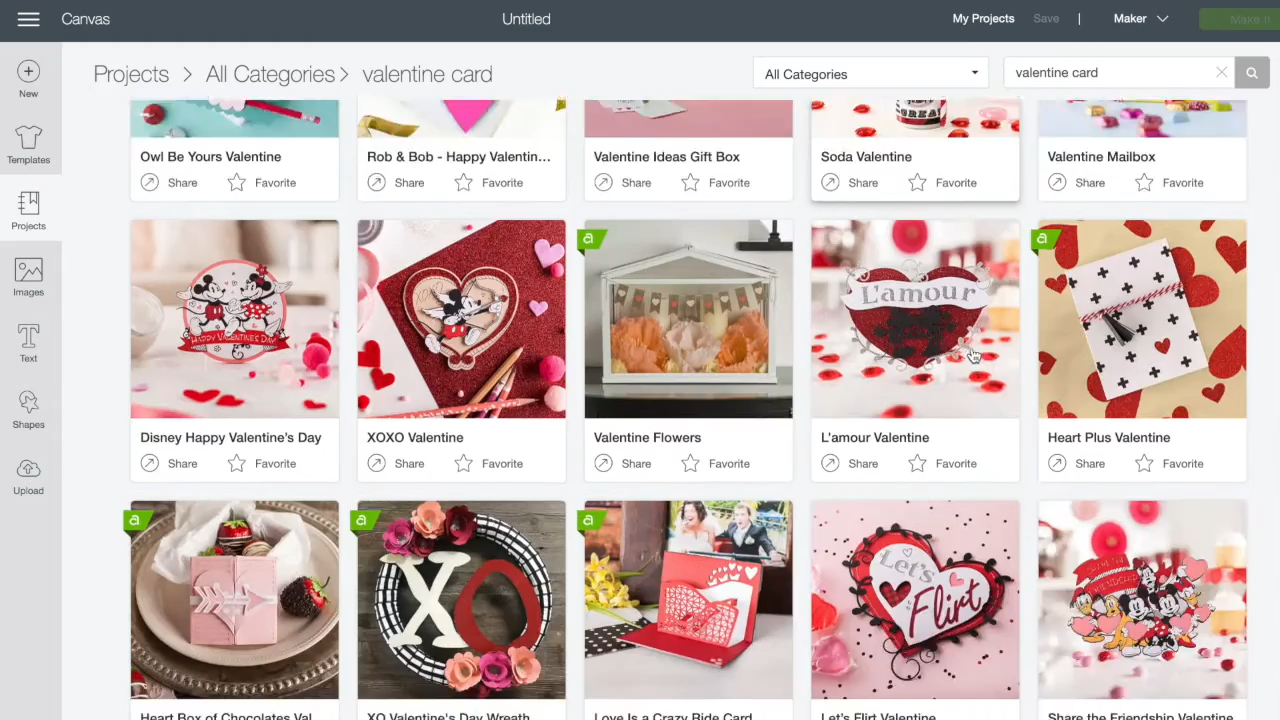 Canvas
Untitled
My Projects
Save
|
Maker
Make It
New
Templates
Projects
Images
Text
Shapes
Upload
Projects > All Categories > valentine card
All Categories
valentine card
Owl Be Yours Valentine
Share
Favorite
Rob & Bob - Happy Valentin...
Share
Favorite
Valentine Ideas Gift Box
Share
Favorite
Soda Valentine
Share
Favorite
Valentine Mailbox
Share
Favorite
HAPPY VALENTINE'S DAY
Disney Happy Valentine's Day
Share
Favorite
XOXO Valentine
Share
Favorite
a
Valentine Flowers
Share
Favorite
L'amour
L'amour Valentine
Share
Favorite
a
Heart Plus Valentine
Share
Favorite
a
Heart Box of Chocolates Val...
a
XO
XO Valentine's Day Wreath
a
Love Is a Crazy Ride Card
Let's
Flirt
Let's Flirt Valentine
Share the Friendship Valentine